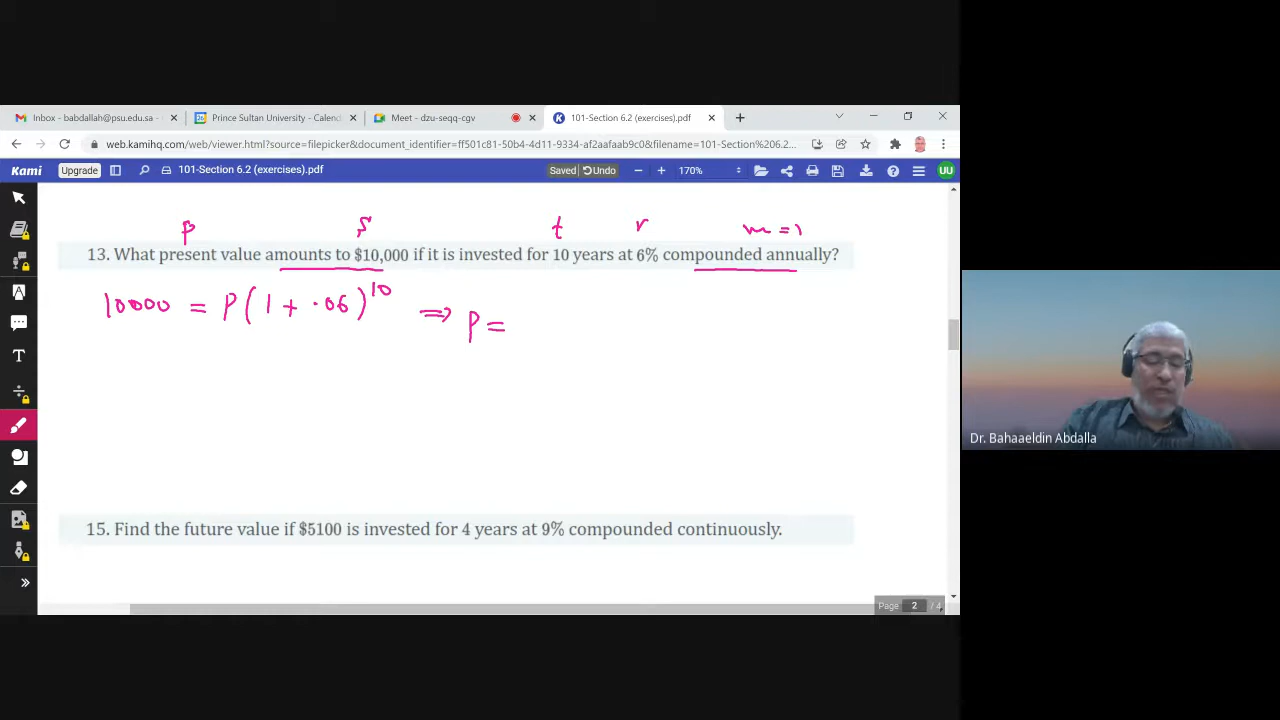 Inbox - babdallah@psu.edu.sa -
Prince Sultan University - Calend
Meet - dzu-seqq-cgv
101-Section 6.2 (exercises).pdf
web.kamihq.com/web/viewer.html?source=filepicker&document_identifier=ff501c81-50b4-4d11-9334-af2aafaab9c0&filename=101-Section%206.2...
Kami Upgrade 101-Section 6.2 (exercises).pdf Saved Undo 170% UU
P S t r m = 1
13. What present value amounts to $10,000 if it is invested for 10 years at 6% compounded annually?
10000 = P(1 + .06)^10 ⇒ P =
Dr. Bahaaeldin Abdalla
15. Find the future value if $5100 is invested for 4 years at 9% compounded continuously.
Page 2 / 4